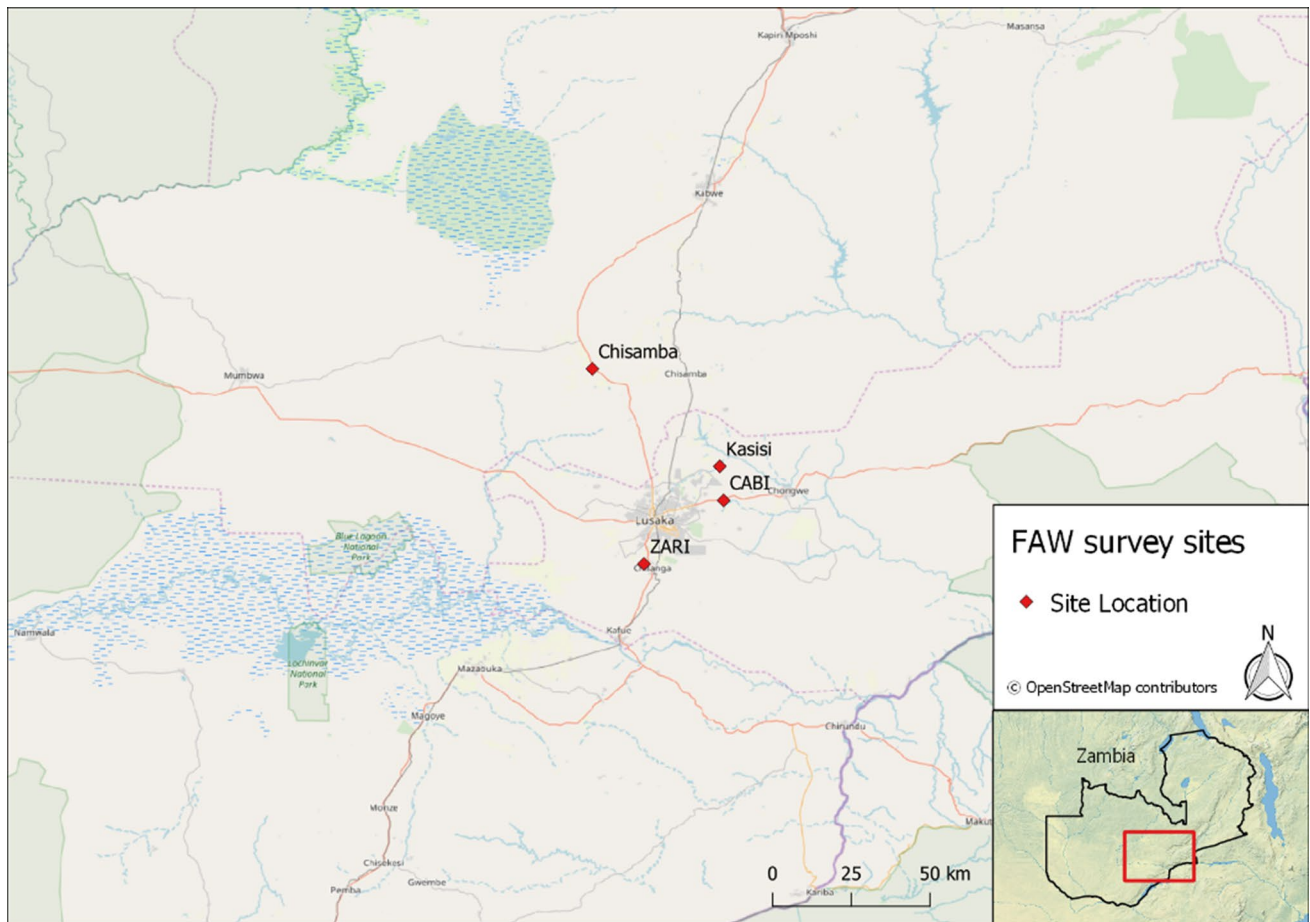 Kapiri Mposhi
Masansa
Kabwe
Chisamba
Chisamba
Mumbwa
Kasisi
CABI
Chongwe
Lusaka
Blue Lagoon
National
Park
ZARI
Namwala
Kafue
Lochinvar
National
Park
Mazabuka
Magoye
Chirundu
Monze
Makut
Chisekesi
Gwembe
Pemba
Kariba
0 25 50 km
FAW survey sites
Site Location
N
© OpenStreetMap contributors
Zambia